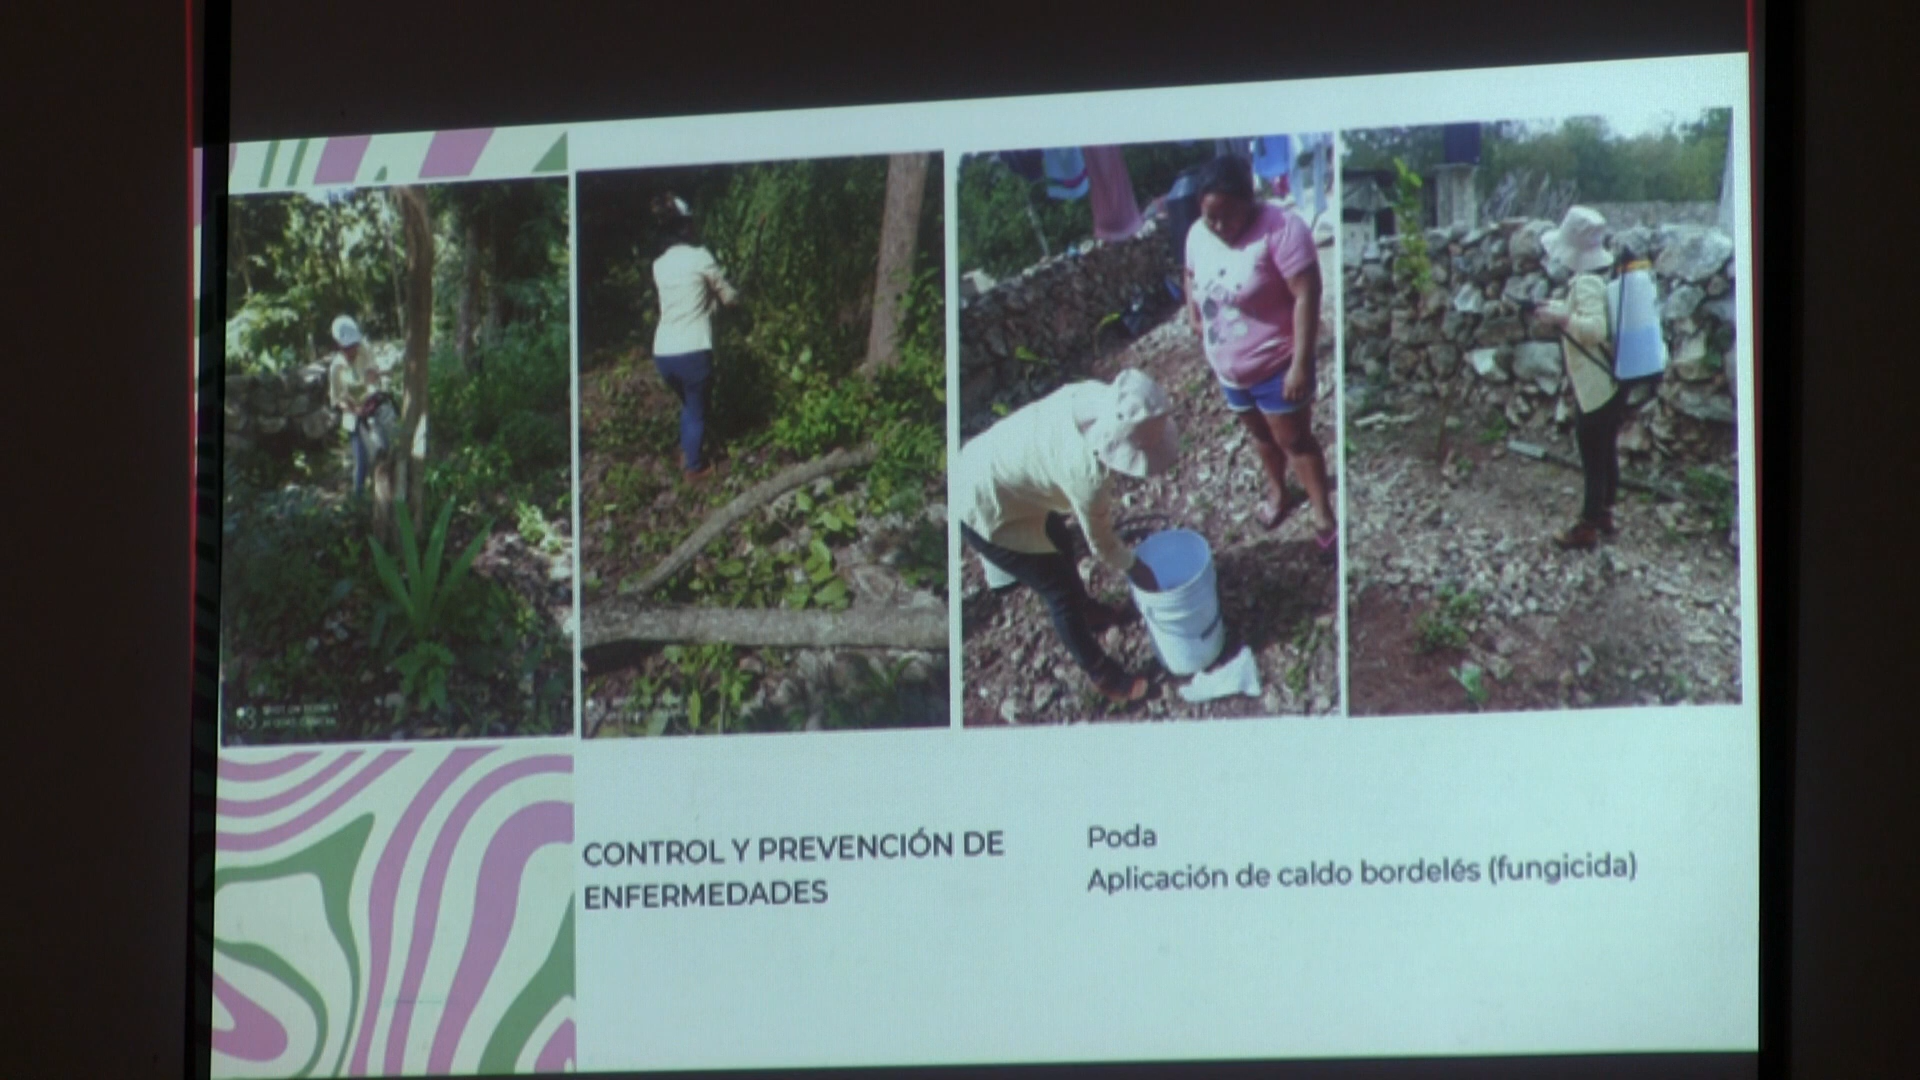 CONTROL Y PREVENCIÓN DE
ENFERMEDADES
Poda
Aplicación de caldo bordelés (fungicida)